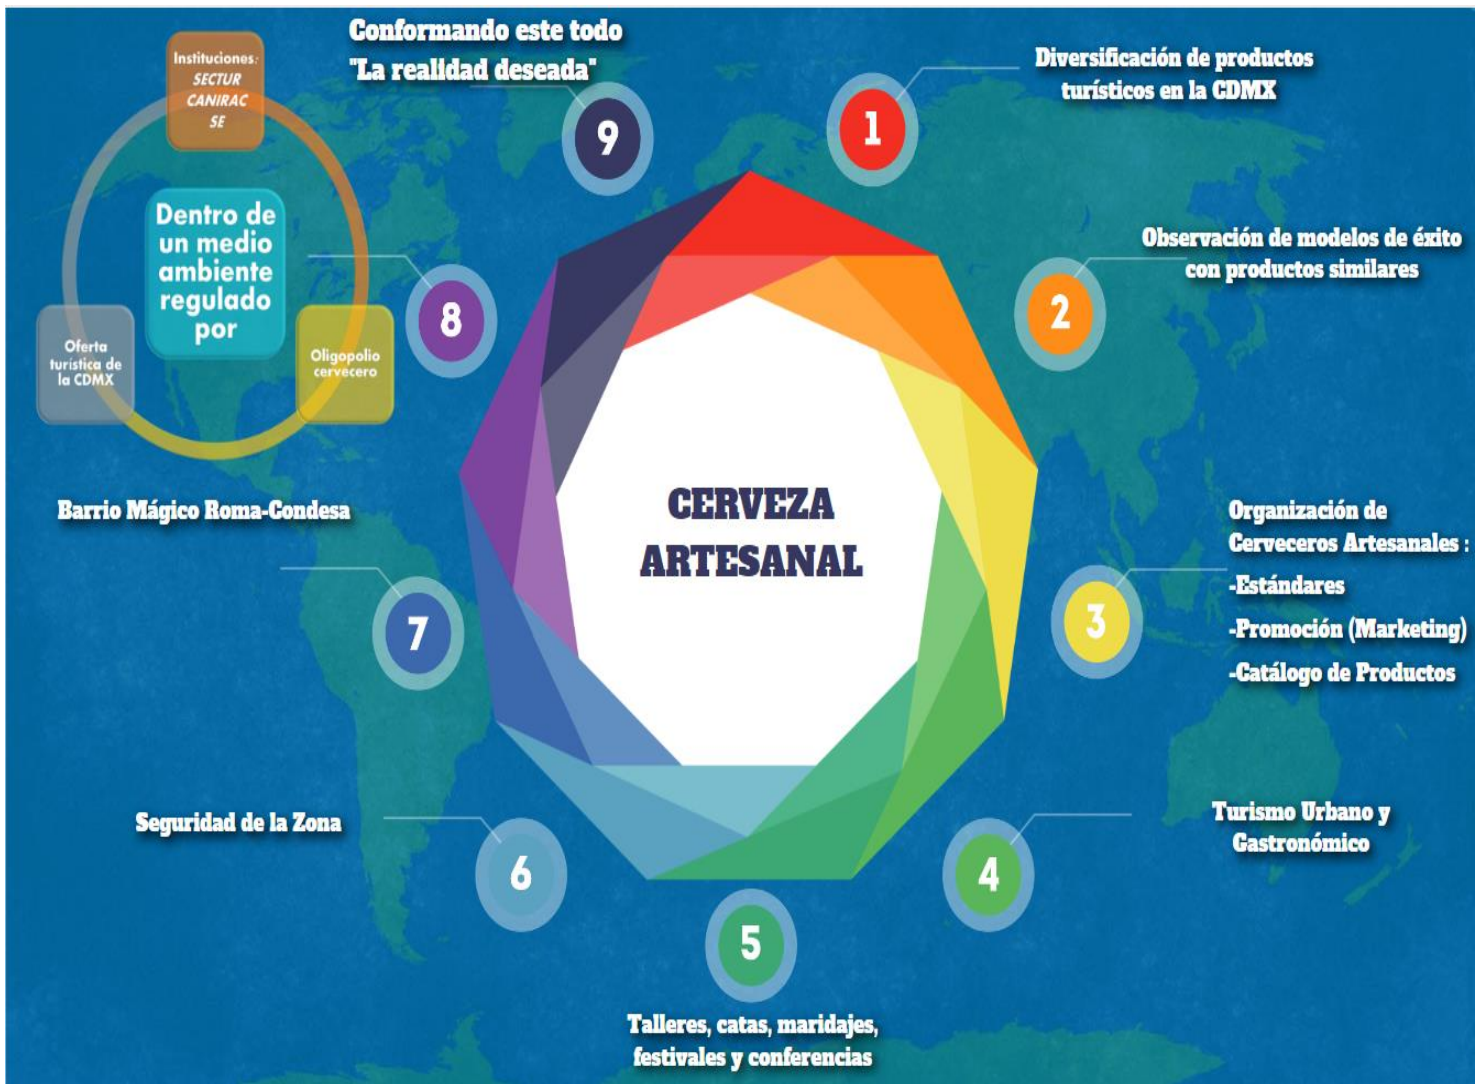 Conformando este todo
"La realidad deseada"
9
Instituciones:
SECTUR
CANIRAC
SE
Dentro de
un medio
ambiente
regulado
por
Oferta
turística de
la CDMX
Oligopolio
cervecero
8
1
Diversificación de productos
turísticos en la CDMX
2
Observación de modelos de éxito
con productos similares
3
Organización de
Cerveceros Artesanales :
-Estándares
-Promoción (Marketing)
-Catálogo de Productos
CERVEZA
ARTESANAL
Barrio Mágico Roma-Condesa
7
Seguridad de la Zona
6
4
Turismo Urbano y
Gastronómico
5
Talleres, catas, maridajes,
festivales y conferencias